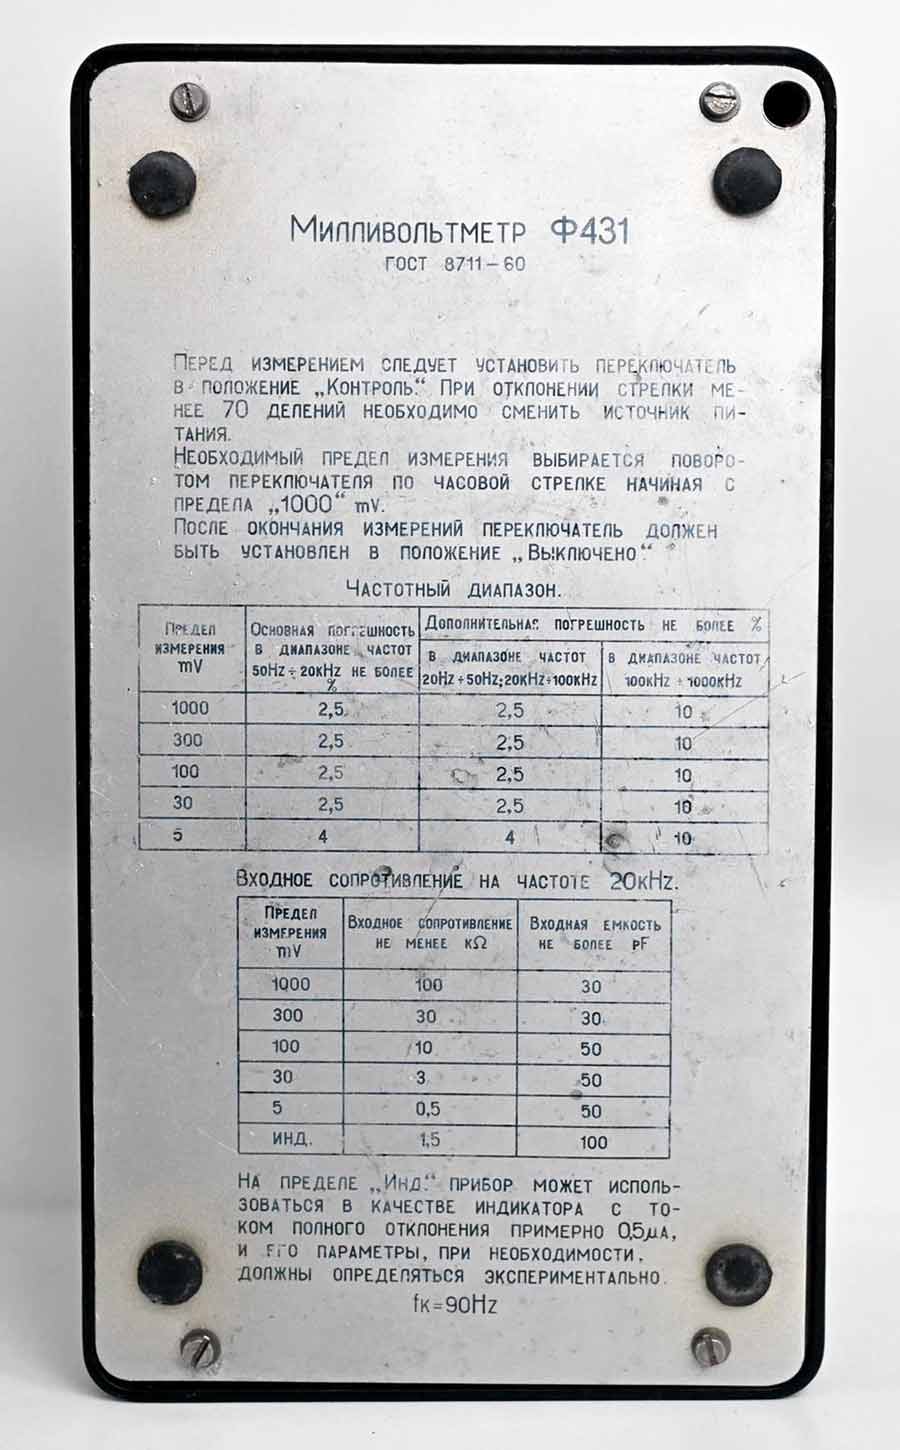 Милливольтметр Ф431
ГОСТ 8711-60
Перед измерением следует установить переключатель
в положение „Контроль“. При отклонении стрелки ме-
нее 70 делений необходимо сменить источник пи-
тания.
Необходимый предел измерения выбирается поворо-
том переключателя по часовой стрелке начиная с
предела „1000“ mV.
После окончания измерений переключатель должен
быть установлен в положение „Выключено“
Частотный диапазон.
Предел измерения mV | Основная погрешность в диапазоне частот 50Hz÷20кHz не более % | Дополнительная погрешность не более %
в диапазоне частот 20Hz÷50Hz; 20кHz÷100кHz | в диапазоне частот 100кHz÷1000кHz
1000 | 2,5 | 2,5 | 10
300 | 2,5 | 2,5 | 10
100 | 2,5 | 2,5 | 10
30 | 2,5 | 2,5 | 10
5 | 4 | 4 | 10
Входное сопротивление на частоте 20кHz.
Предел измерения mV | Входное сопротивление не менее кΩ | Входная емкость не более pF
1000 | 100 | 30
300 | 30 | 30
100 | 10 | 50
30 | 3 | 50
5 | 0,5 | 50
ИНД. | 1,5 | 100
На пределе „Инд.“ прибор может исполь-
зоваться в качестве индикатора с то-
ком полного отклонения примерно 0,5μА,
и его параметры, при необходимости,
должны определяться экспериментально.
fк=90Hz